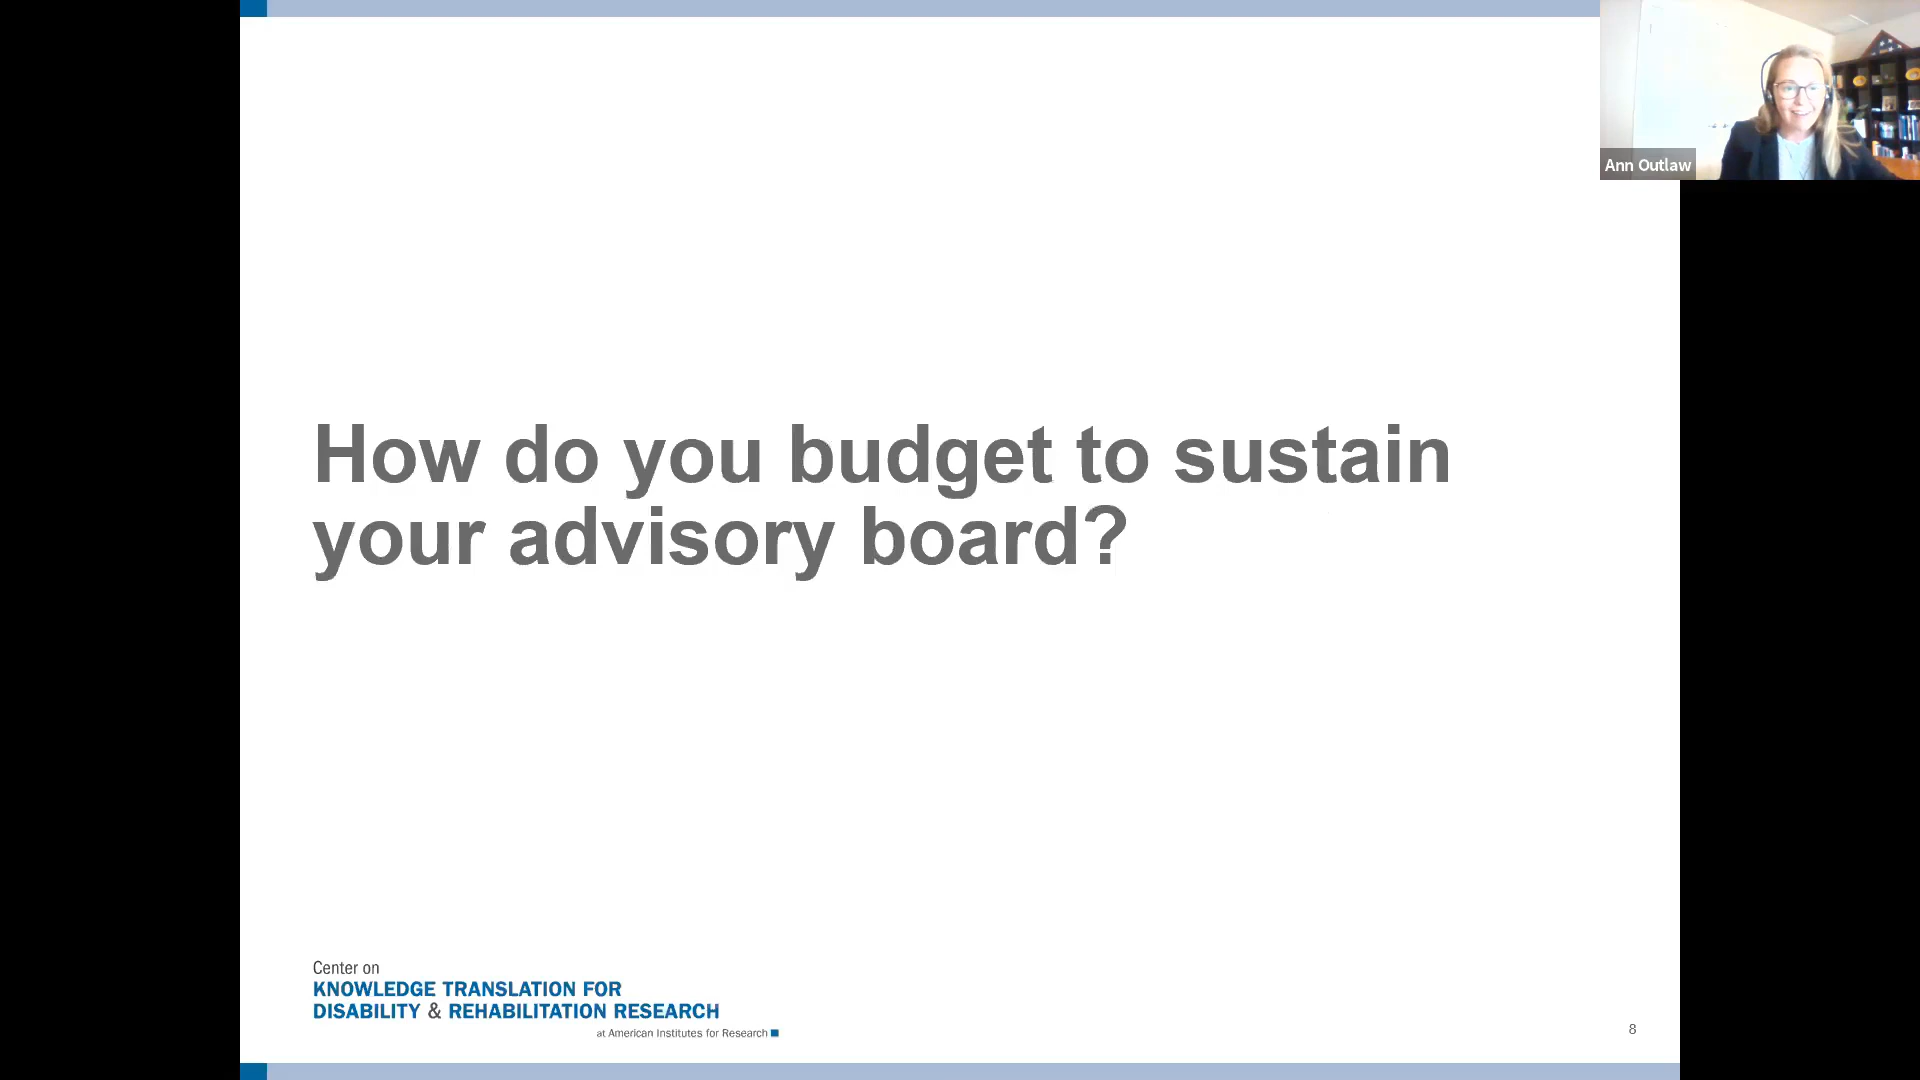 Ann Outlaw
How do you budget to sustain
your advisory board?
Center on
KNOWLEDGE TRANSLATION FOR
DISABILITY & REHABILITATION RESEARCH
at American Institutes for Research
8